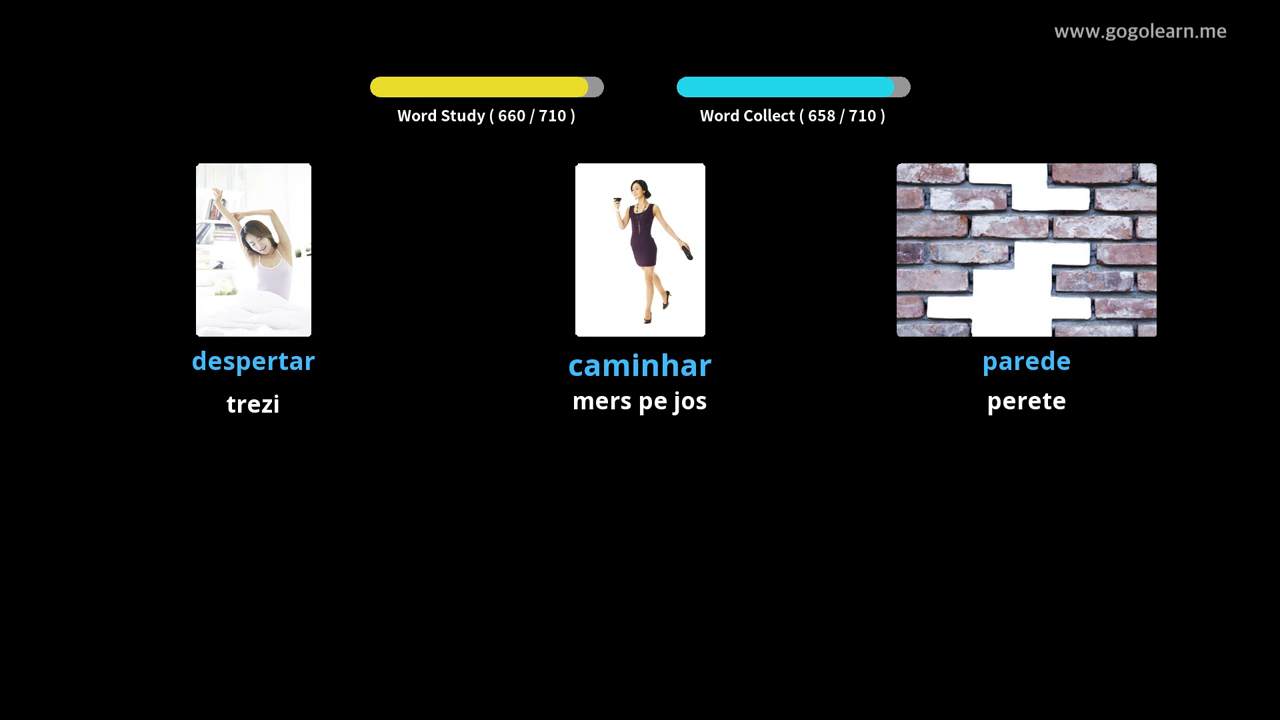 www.gogolearn.me
Word Study ( 660 / 710 )
Word Collect ( 658 / 710 )
despertar
trezi
caminhar
mers pe jos
parede
perete